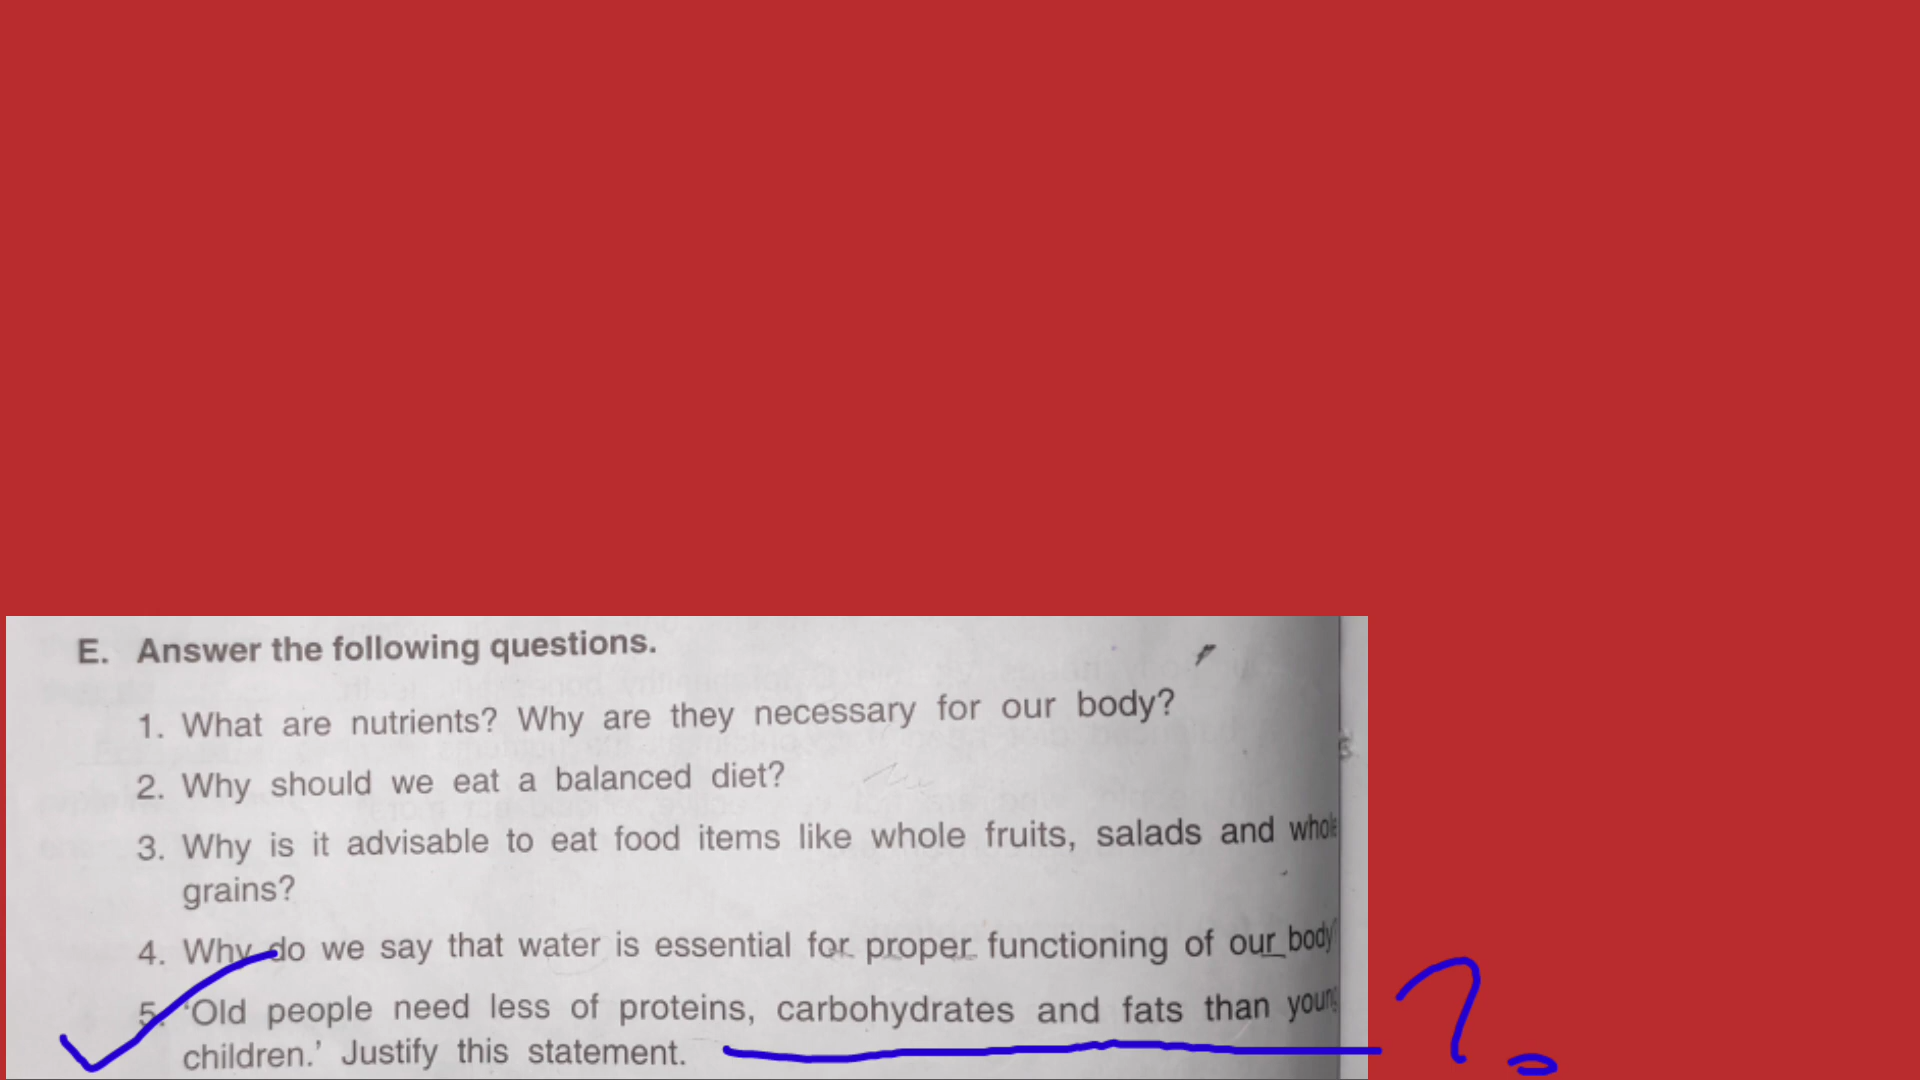 E. Answer the following questions.
1. What are nutrients? Why are they necessary for our body?
2. Why should we eat a balanced diet?
3. Why is it advisable to eat food items like whole fruits, salads and whole
grains?
4. Why do we say that water is essential for proper functioning of our body
5. 'Old people need less of proteins, carbohydrates and fats than young
children.' Justify this statement. ?